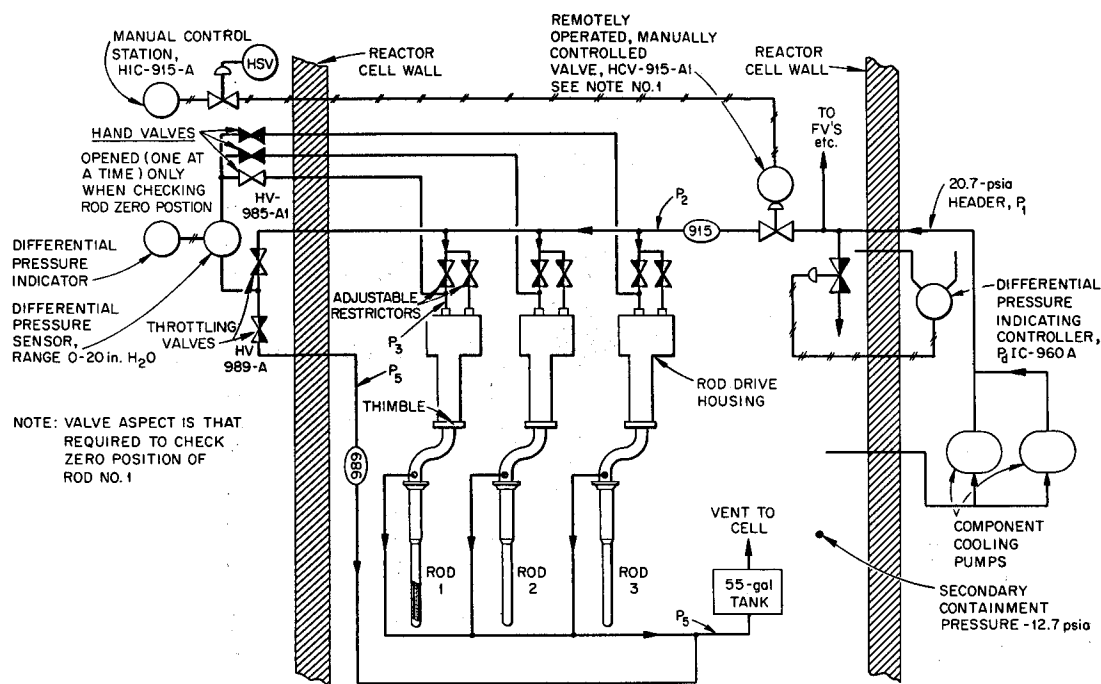 MANUAL CONTROL
STATION,
HIC-915-A
HSV
REACTOR
CELL WALL
REMOTELY
OPERATED, MANUALLY
CONTROLLED
VALVE, HCV-915-A1
SEE NOTE NO.1
REACTOR
CELL WALL
HAND VALVES
OPENED (ONE AT
A TIME) ONLY
WHEN CHECKING
ROD ZERO POSTION
HV-
985-A1
TO
FV'S
etc.
20.7-psia
HEADER, P1
P2
915
DIFFERENTIAL
PRESSURE
INDICATOR
DIFFERENTIAL
PRESSURE
SENSOR,
RANGE 0-20 in. H2O
THROTTLING
VALVES
HV
989-A
ADJUSTABLE
RESTRICTORS
P3
P5
DIFFERENTIAL
PRESSURE
INDICATING
CONTROLLER,
PdIC-960A
ROD DRIVE
HOUSING
THIMBLE
NOTE: VALVE ASPECT IS THAT
REQUIRED TO CHECK
ZERO POSITION OF
ROD NO.1
989
ROD
1
ROD
2
ROD
3
VENT TO
CELL
55-gal
TANK
P5
COMPONENT
COOLING
PUMPS
SECONDARY
CONTAINMENT
PRESSURE-12.7 psia